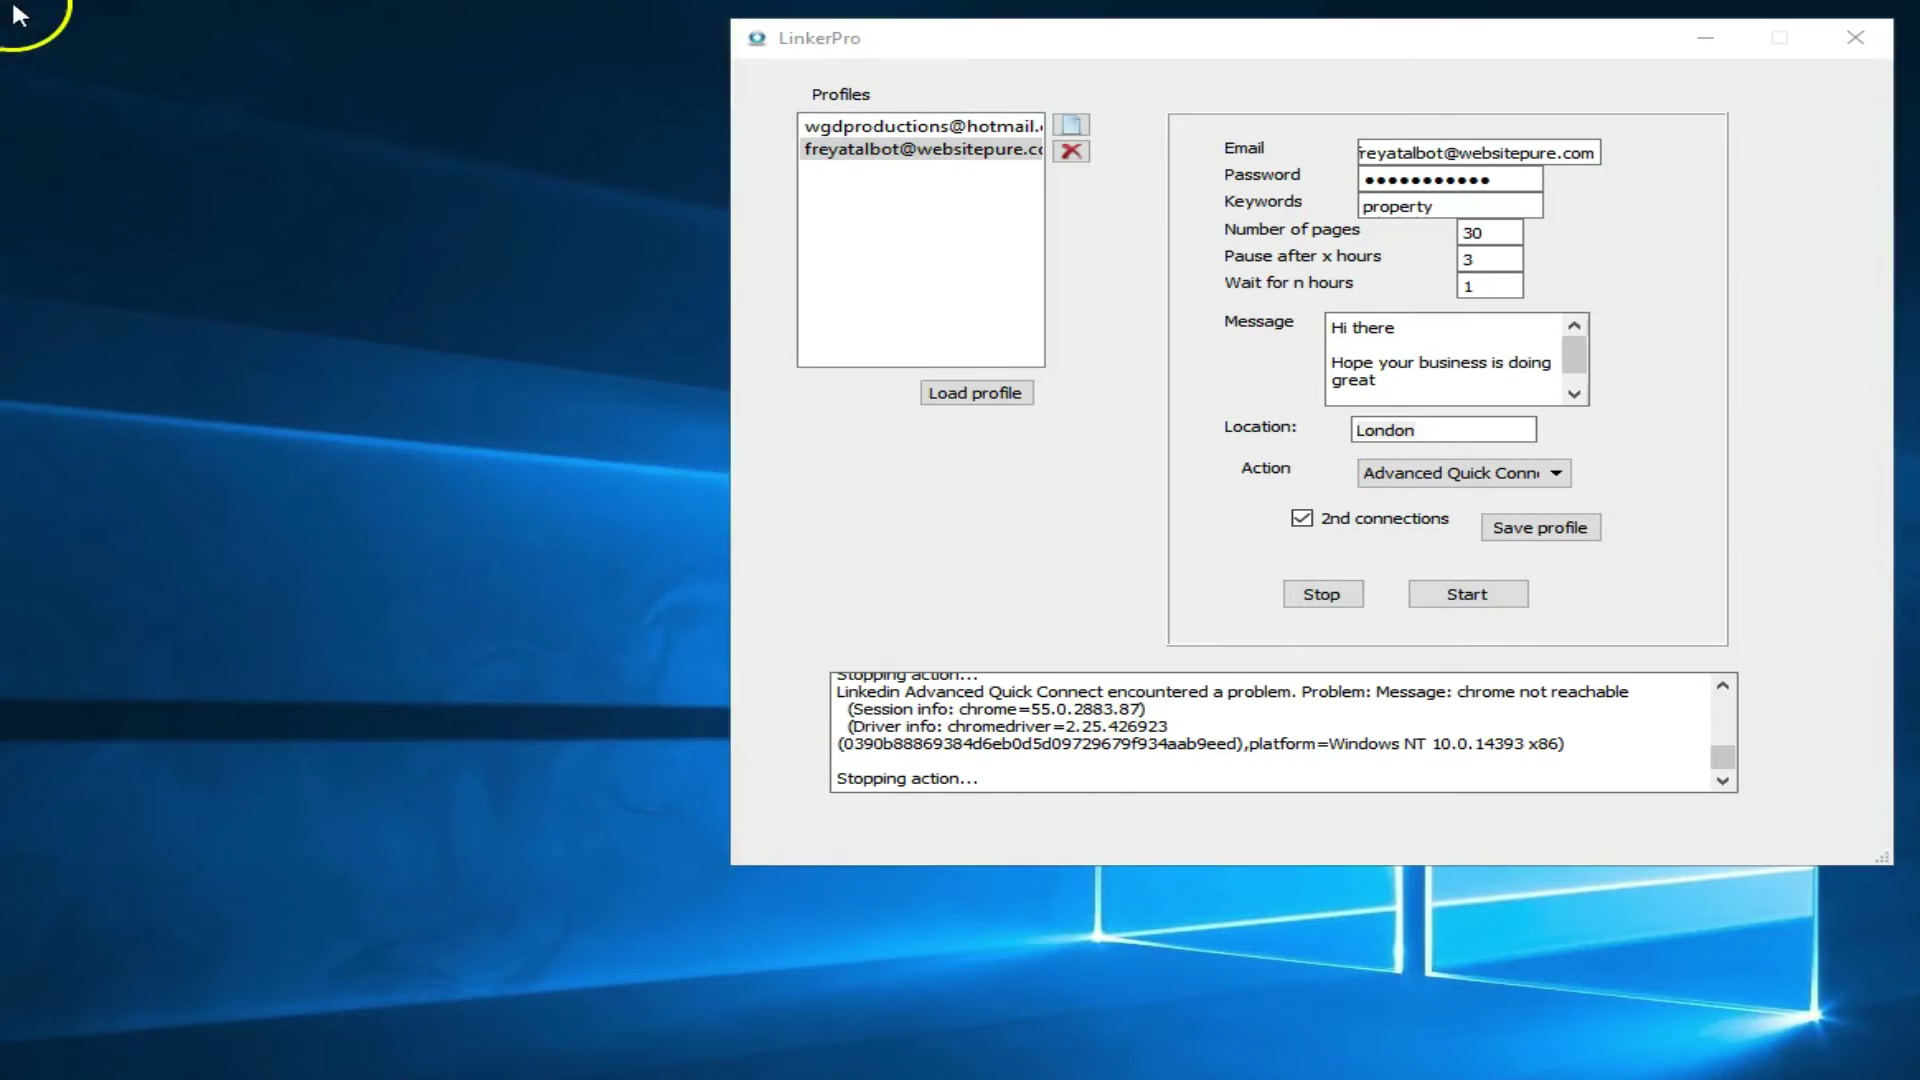 LinkerPro
Profiles
wgdproductions@hotmail.
freyatalbot@websitepure.cc
Load profile
Email
freyatalbot@websitepure.com
Password
●●●●●●●●●●●
Keywords
property
Number of pages
30
Pause after x hours
3
Wait for n hours
1
Message
Hi there
Hope your business is doing
great
Location:
London
Action
Advanced Quick Conn
2nd connections
Save profile
Stop
Start
Stopping action...
Linkedin Advanced Quick Connect encountered a problem. Problem: Message: chrome not reachable
(Session info: chrome=55.0.2883.87)
(Driver info: chromedriver=2.25.426923
(0390b88869384d6eb0d5d09729679f934aab9eed),platform=Windows NT 10.0.14393 x86)
Stopping action...